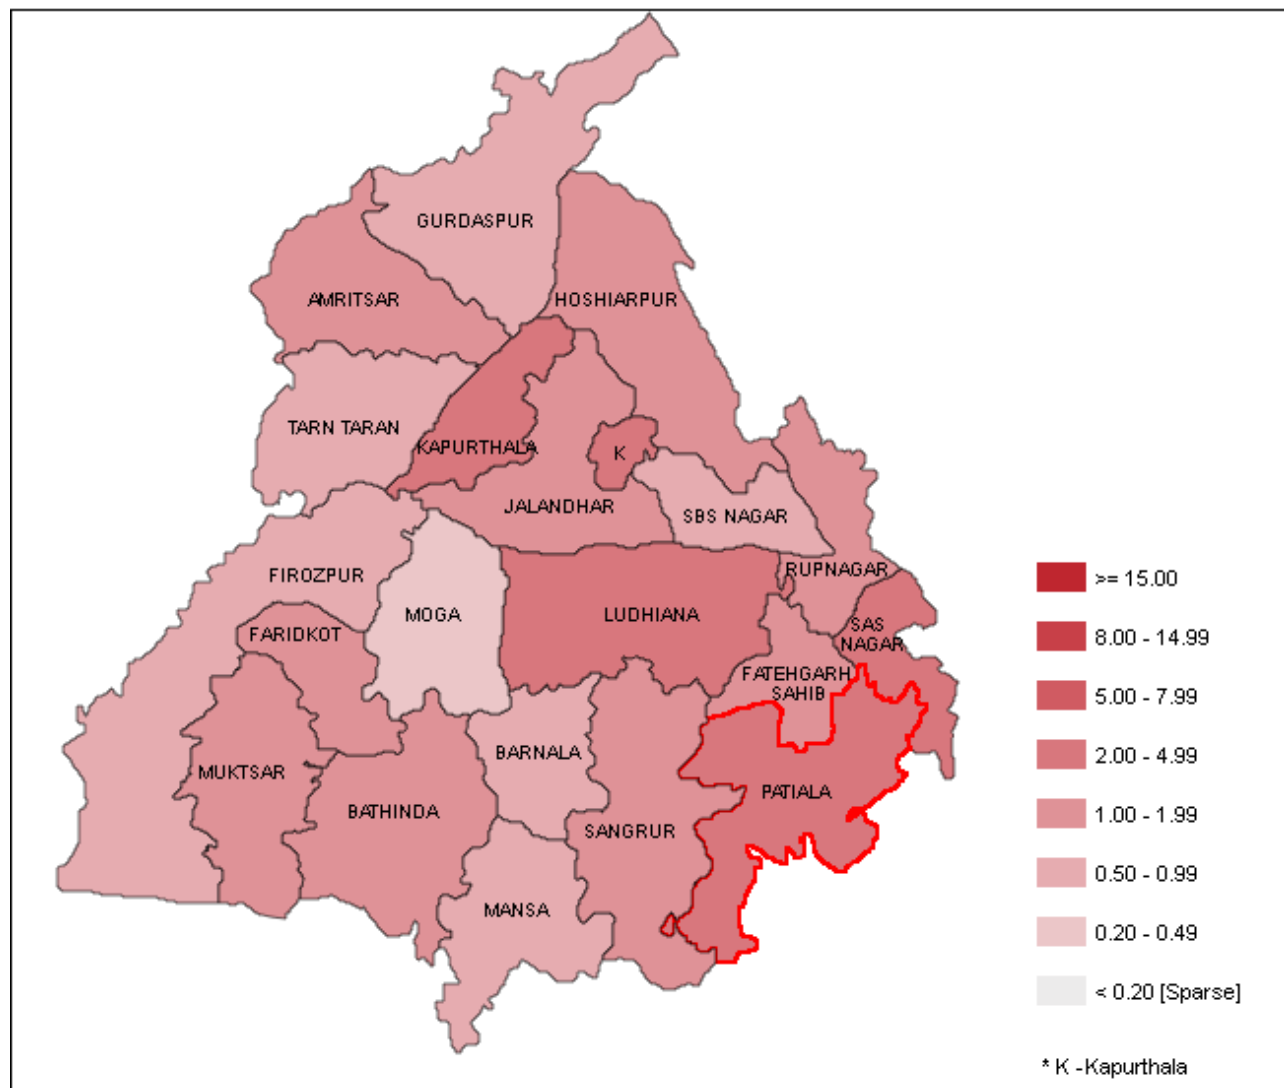 GURDASPUR
AMRITSAR
HOSHIARPUR
TARN TARAN
KAPURTHALA
K
JALANDHAR
SBS NAGAR
FIROZPUR
RUPNAGAR
MOGA
LUDHIANA
FARIDKOT
SAS
NAGAR
FATEHGARH
SAHIB
BARNALA
MUKTSAR
PATIALA
BATHINDA
SANGRUR
MANSA
>= 15.00
8.00 - 14.99
5.00 - 7.99
2.00 - 4.99
1.00 - 1.99
0.50 - 0.99
0.20 - 0.49
< 0.20 [Sparse]
* K -Kapurthala